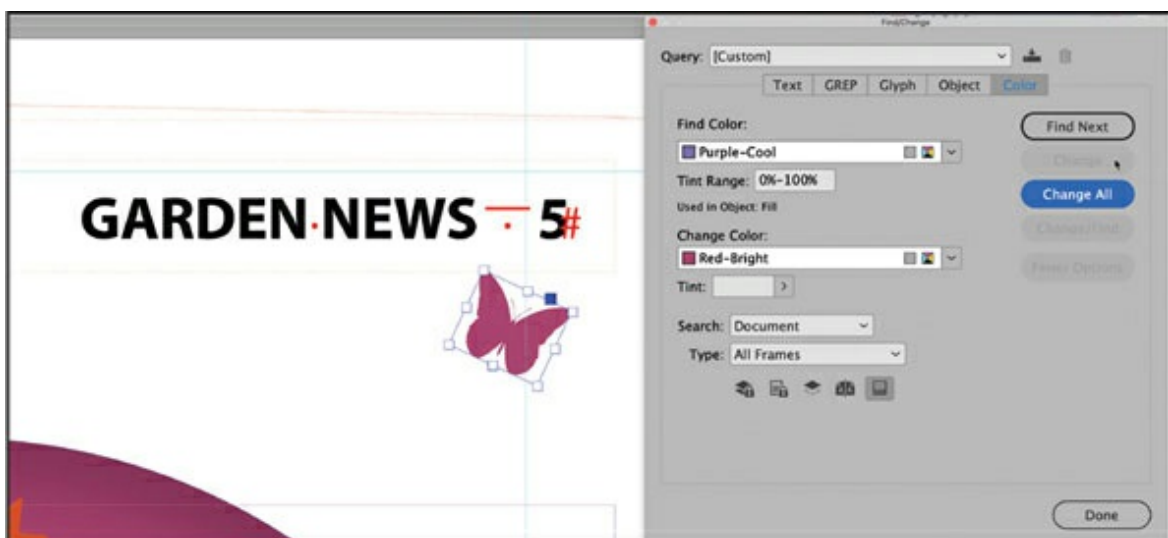 Find/Change
Query: [Custom]
Text GREP Glyph Object Color
Find Color:
Purple-Cool
Tint Range: 0%-100%
Used in Object: Fill
Change Color:
Red-Bright
Tint:
Search: Document
Type: All Frames
Find Next
Change
Change All
Change/Find
Fewer Options
Done
GARDEN·NEWS — · 5#